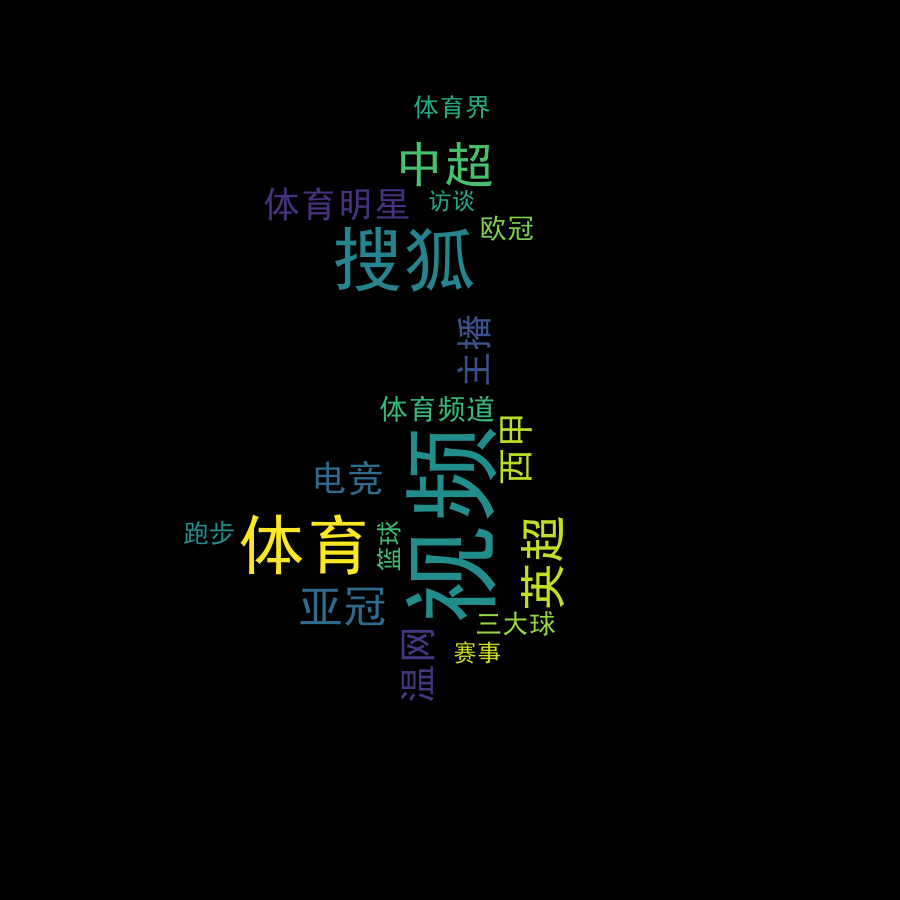 体育界
中超
体育明星
访谈
欧冠
搜狐
主播
体育频道
西甲
视频
电竞
体育
跑步
篮球
英超
亚冠
三大球
温网
赛事